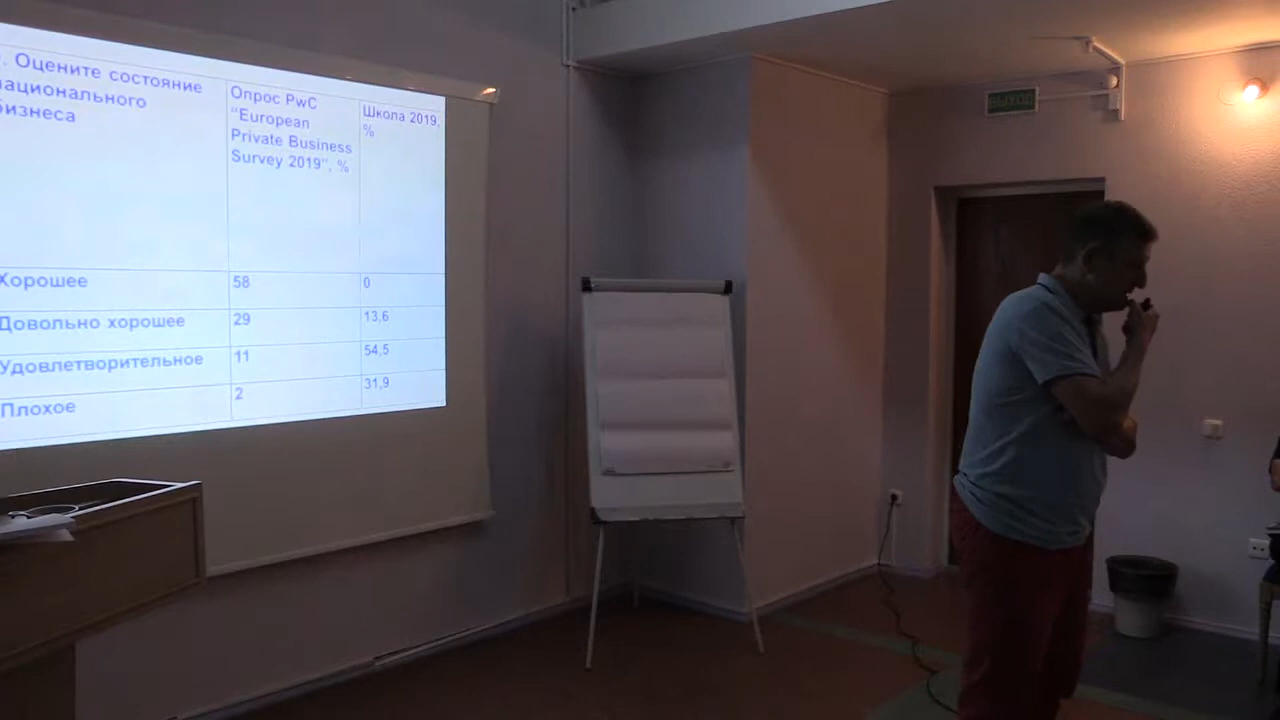 . Оцените состояние
национального
бизнеса
Опрос PwC
“European
Private Business
Survey 2019”, %
Школа 2019,
%
Хорошее
58
0
Довольно хорошее
29
13,6
Удовлетворительное
11
54,5
Плохое
2
31,9
ВЫХОД